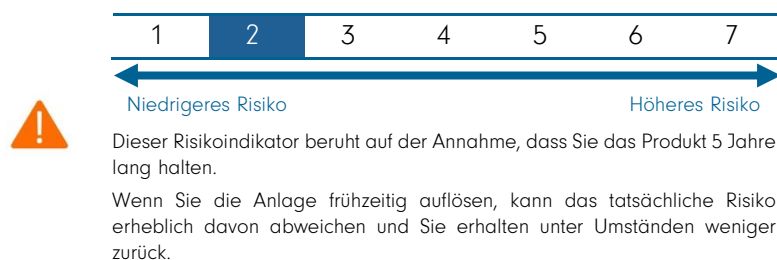 1 2 3 4 5 6 7
Niedrigeres Risiko Höheres Risiko
Dieser Risikoindikator beruht auf der Annahme, dass Sie das Produkt 5 Jahre
lang halten.
Wenn Sie die Anlage frühzeitig auflösen, kann das tatsächliche Risiko
erheblich davon abweichen und Sie erhalten unter Umständen weniger
zurück.